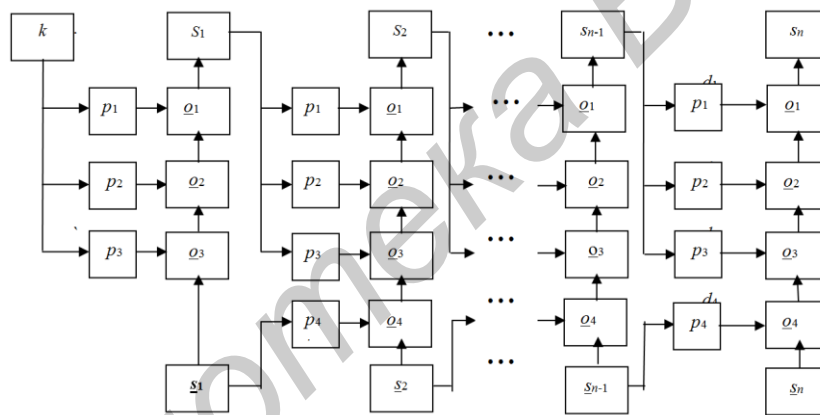 k S1 S2 ••• sn-1 sn
p1 o1 p1 o1 ••• o1 p1 o1
p2 o2 p2 o2 ••• o2 p2 o2
p3 o3 p3 o3 ••• o3 p3 o3
p4 o4 ••• o4 p4 o4
s1 s2 ••• sn-1 sn
отека